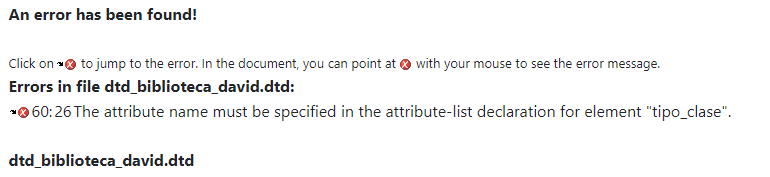 An error has been found!
Click on to jump to the error. In the document, you can point at with your mouse to see the error message.
Errors in file dtd_biblioteca_david.dtd:
60:26 The attribute name must be specified in the attribute-list declaration for element "tipo_clase".
dtd_biblioteca_david.dtd